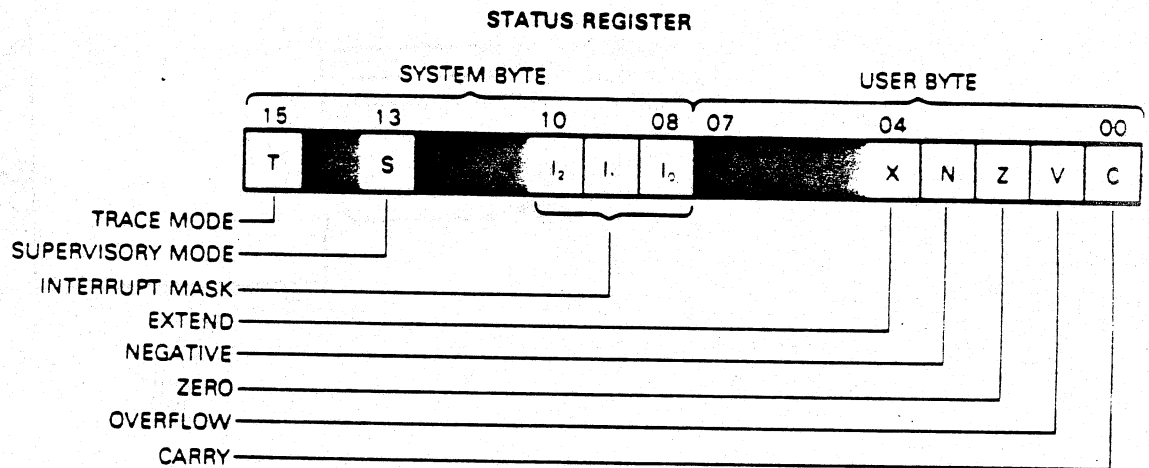 STATUS REGISTER
SYSTEM BYTE USER BYTE
15 13 10 08 07 04 00
T S I₂ I₁ I₀ X N Z V C
TRACE MODE
SUPERVISORY MODE
INTERRUPT MASK
EXTEND
NEGATIVE
ZERO
OVERFLOW
CARRY